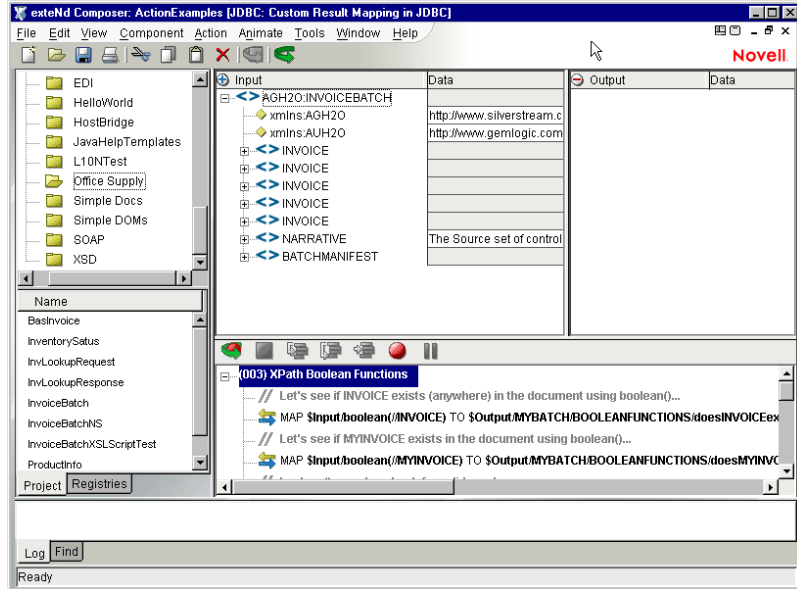 exteNd Composer: ActionExamples [JDBC: Custom Result Mapping in JDBC]
File Edit View Component Action Animate Tools Window Help
Novell
EDI
HelloWorld
HostBridge
JavaHelpTemplates
L10NTest
Office Supply
Simple Docs
Simple DOMs
SOAP
XSD
Name
BasInvoice
InventorySatus
InvLookupRequest
InvLookupResponse
InvoiceBatch
InvoiceBatchNS
InvoiceBatchXSLScriptTest
ProductInfo
Project Registries
Input Data
AGH2O:INVOICEBATCH
xmlns:AGH2O http://www.silverstream.c
xmlns:AUH2O http://www.gemlogic.com
INVOICE
INVOICE
INVOICE
INVOICE
INVOICE
NARRATIVE The Source set of control
BATCHMANIFEST
Output Data
(003) XPath Boolean Functions
// Let's see if INVOICE exists (anywhere) in the document using boolean()...
MAP $Input/boolean(//INVOICE) TO $Output/MYBATCH/BOOLEANFUNCTIONS/doesINVOICEex
// Let's see if MYINVOICE exists in the document using boolean()...
MAP $Input/boolean(//MYINVOICE) TO $Output/MYBATCH/BOOLEANFUNCTIONS/doesMYINVO
Log Find
Ready